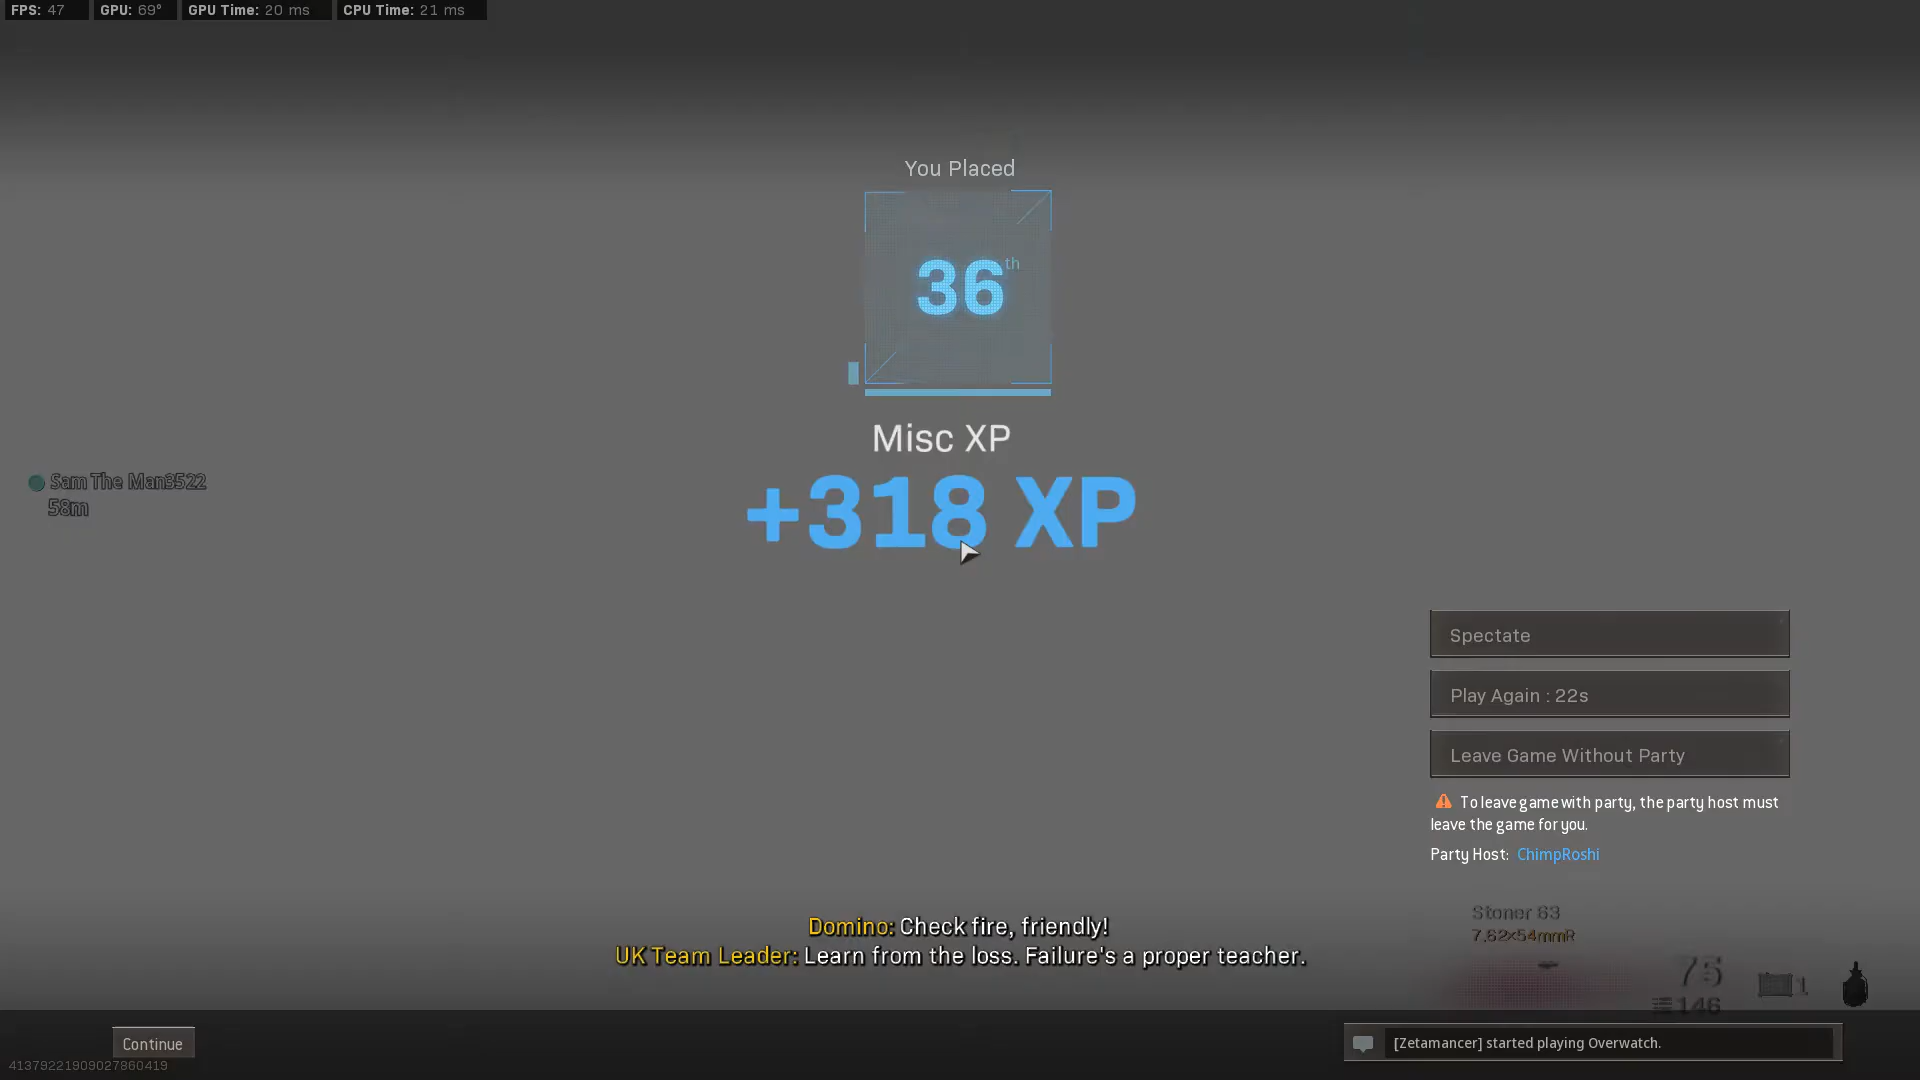 FPS: 47 GPU: 69° GPU Time: 20 ms CPU Time: 21 ms
You Placed
36th
Misc XP
+318 XP
Sam The Man3522
58m
Spectate
Play Again : 22s
Leave Game Without Party
To leave game with party, the party host must
leave the game for you.
Party Host: ChimpRoshi
Domino: Check fire, friendly!
UK Team Leader: Learn from the loss. Failure's a proper teacher.
Stoner 63
7.62x54mmR
75
146
1
Continue
[Zetamancer] started playing Overwatch.
41379221909027860419